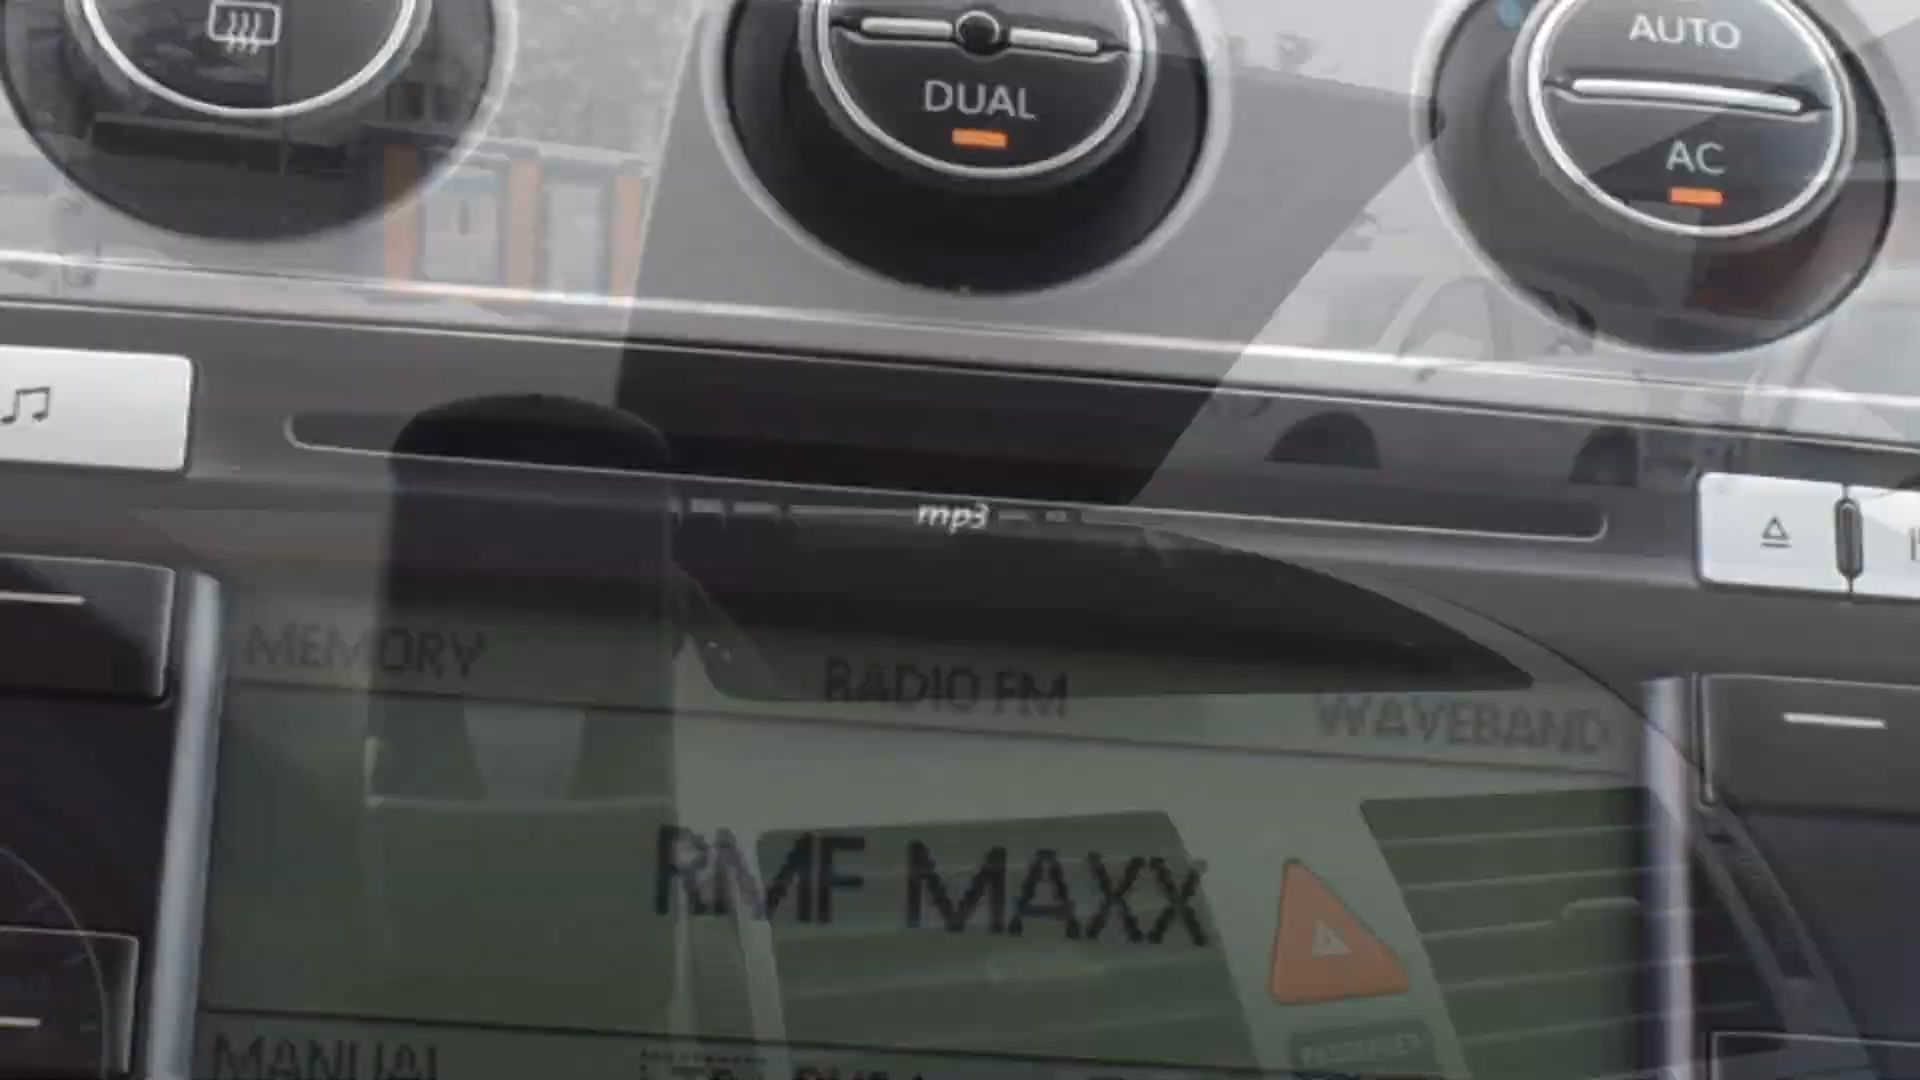 AUTO
DUAL
AC
mp3
MEMORY
RADIO FM
WAVEBAND
RMF MAXX
MANUAL